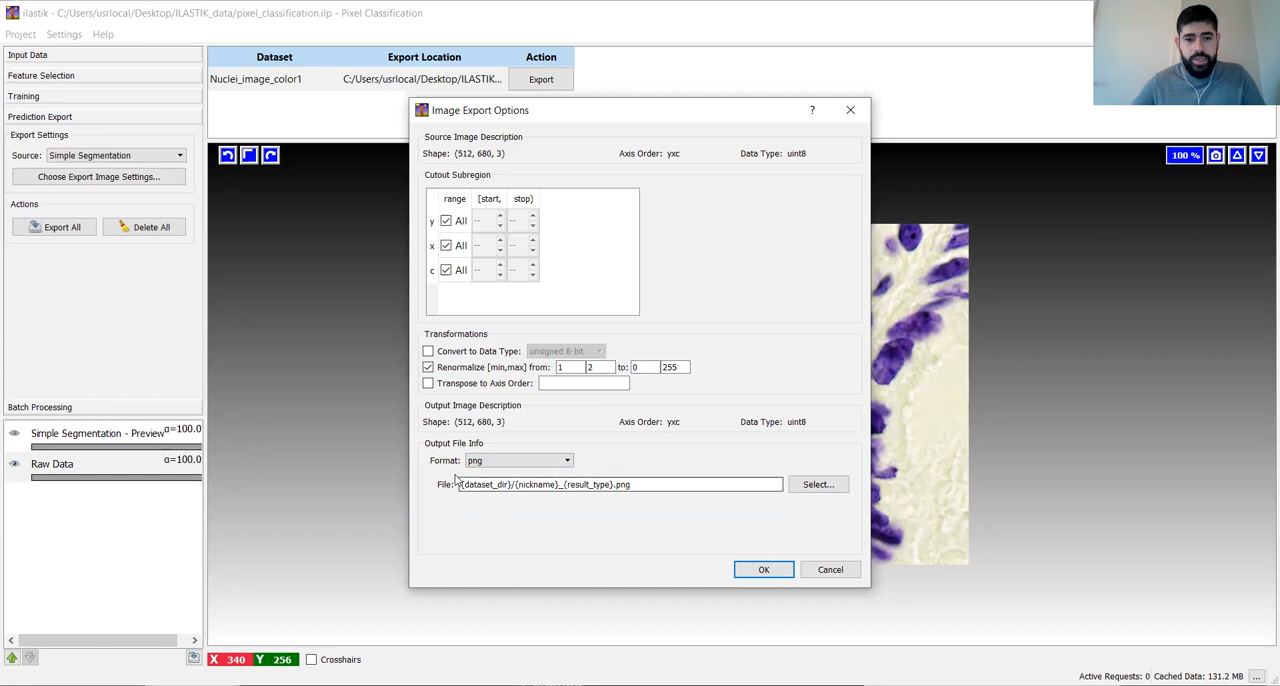 ilastik - C:/Users/usrlocal/Desktop/ILASTIK_data/pixel_classification.ilp - Pixel Classification
Project Settings Help
Input Data
Feature Selection
Training
Prediction Export
Export Settings
Source: Simple Segmentation
Choose Export Image Settings...
Actions
Export All Delete All
Batch Processing
Simple Segmentation - Preview α=100.0
Raw Data α=100.0
Dataset Export Location Action
Nuclei_image_color1 C:/Users/usrlocal/Desktop/ILASTIK... Export
100 %
Image Export Options ?
Source Image Description
Shape: (512, 680, 3) Axis Order: yxc Data Type: uint8
Cutout Subregion
range [start, stop)
y All -- --
x All -- --
c All -- --
Transformations
Convert to Data Type: unsigned 8-bit
Renormalize [min,max] from: 1 2 to: 0 255
Transpose to Axis Order:
Output Image Description
Shape: (512, 680, 3) Axis Order: yxc Data Type: uint8
Output File Info
Format: png
File: {dataset_dir}/{nickname}_{result_type}.png Select...
OK Cancel
X 340 Y 256 Crosshairs
Active Requests: 0 Cached Data: 131.2 MB ...